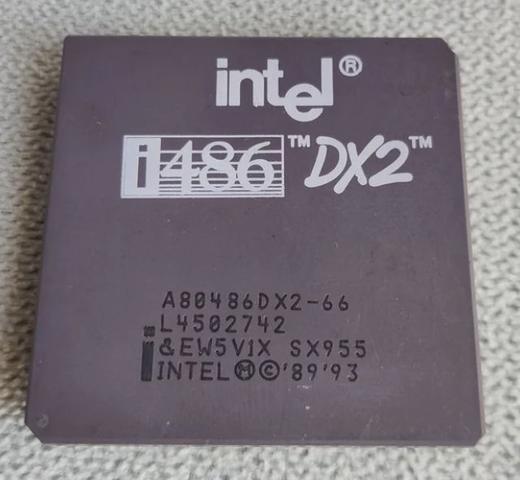 intel®
i486™ DX2™
A80486DX2-66
L4502742
&EW5V1X SX955
INTEL Ⓜ©'89'93